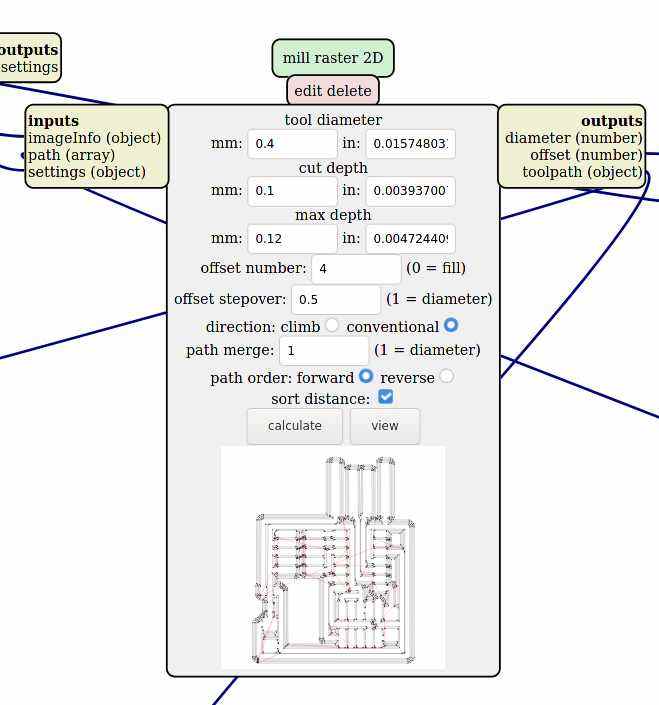 outputs
settings
mill raster 2D
edit delete
inputs
imageInfo (object)
path (array)
settings (object)
tool diameter
mm: 0.4 in: 0.01574803
cut depth
mm: 0.1 in: 0.00393700
max depth
mm: 0.12 in: 0.004724409
offset number: 4 (0 = fill)
offset stepover: 0.5 (1 = diameter)
direction: climb conventional
path merge: 1 (1 = diameter)
path order: forward reverse
sort distance:
calculate view
outputs
diameter (number)
offset (number)
toolpath (object)